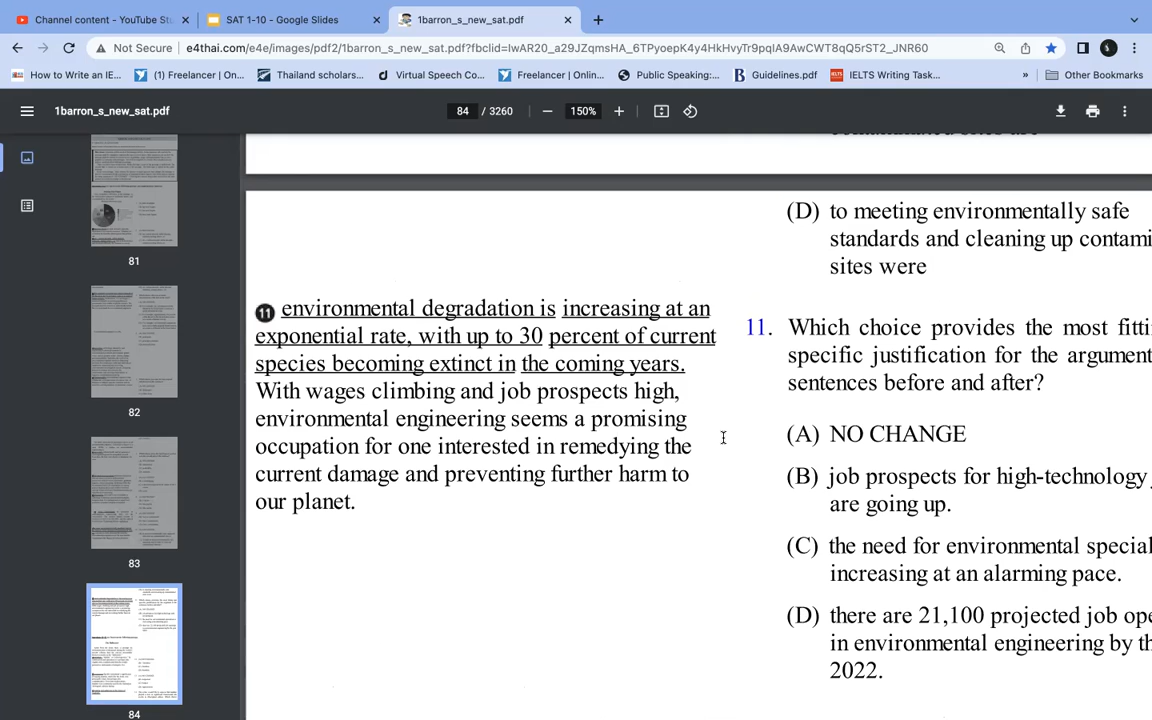 Channel content - YouTube Stu
SAT 1-10 - Google Slides
1barron_s_new_sat.pdf
Not Secure
e4thai.com/e4e/images/pdf2/1barron_s_new_sat.pdf?fbclid=IwAR20_a29JZqmsHA_6TPyoepK4y4HkHvyTr9pqIA9AwCWT8qQ5rST2_JNR60
How to Write an IE...
(1) Freelancer | On...
Thailand scholars...
Virtual Speech Co...
Freelancer | Onlin...
Public Speaking:...
Guidelines.pdf
IELTS Writing Task...
»
Other Bookmarks
1barron_s_new_sat.pdf
84 / 3260
150%
81
82
83
84
(D) to meeting environmentally safe
standards and cleaning up contami
sites were
11 environmental degradation is increasing at an
exponential rate, with up to 30 percent of current
species becoming extinct in the coming years.
With wages climbing and job prospects high,
environmental engineering seems a promising
occupation for one interested in remedying the
current damage and preventing further harm to
our planet.
11. Which choice provides the most fitti
specific justification for the argument
sentences before and after?
(A) NO CHANGE
(B) job prospects for high-technology
are going up.
(C) the need for environmental special
increasing at an alarming pace.
(D) there are 21,100 projected job ope
in environmental engineering by th
2022.